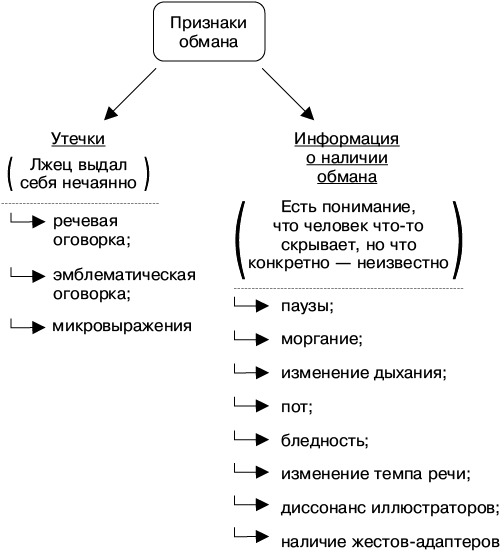 Признаки
обмана
Утечки
(Лжец выдал
себя нечаянно)
речевая
оговорка;
эмблематическая
оговорка;
микровыражения
Информация
о наличии
обмана
(Есть понимание,
что человек что-то
скрывает, но что
конкретно — неизвестно)
паузы;
моргание;
изменение дыхания;
пот;
бледность;
изменение темпа речи;
диссонанс иллюстраторов;
наличие жестов-адаптеров